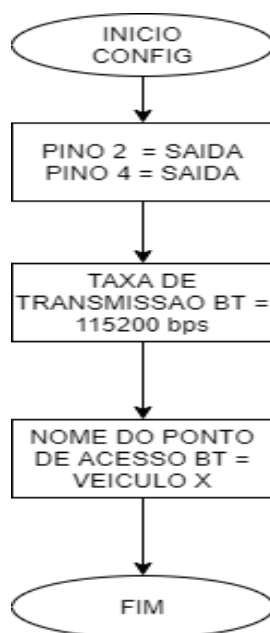 INICIO
CONFIG
PINO 2 = SAIDA
PINO 4 = SAIDA
TAXA DE
TRANSMISSAO BT =
115200 bps
NOME DO PONTO
DE ACESSO BT =
VEICULO X
FIM